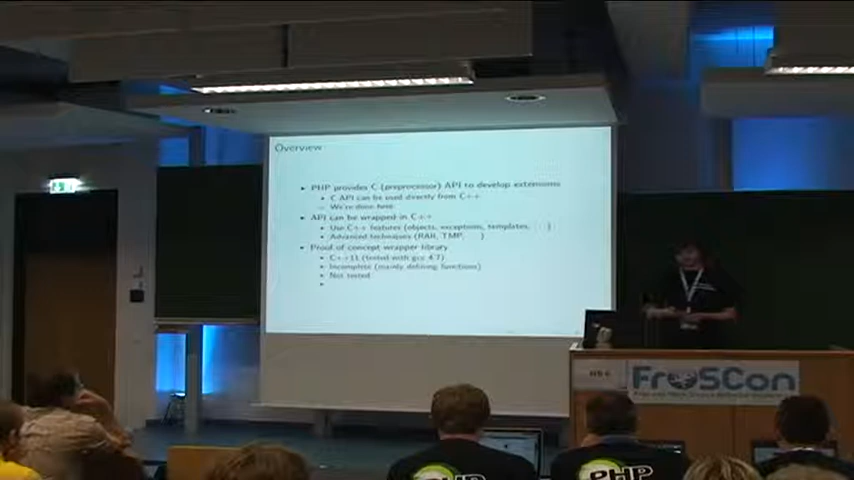 Overview
• PHP provides C (preprocessor) API to develop extensions
• C API can be used directly from C++
– We're done here
• API can be wrapped in C++
• Use C++ features (objects, exceptions, templates, ...)
• Advanced techniques (RAII, TMP, ...)
• Proof of concept wrapper library
• C++11 (tested with gcc 4.7)
• Incomplete (mainly defining functions)
• Not tested
•
FrOSCon
PHP
PHP